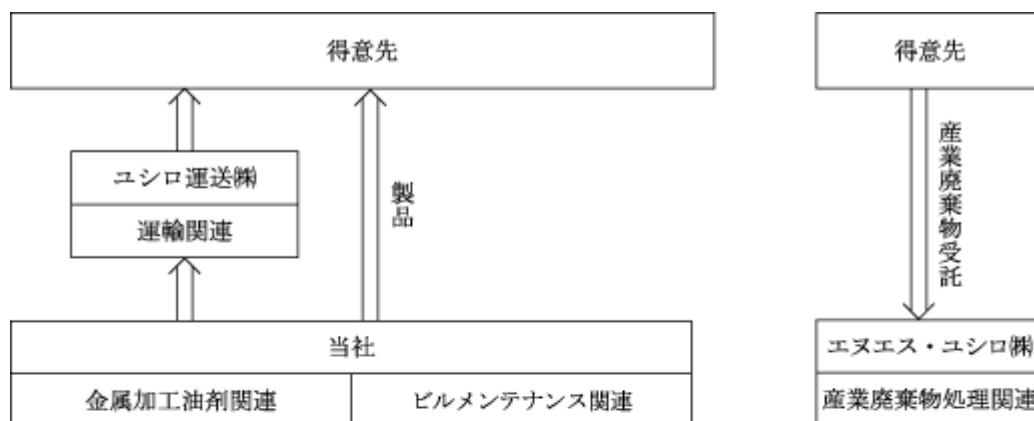 得意先
ユシロ運送㈱
運輸関連
製品
当社
金属加工油剤関連
ビルメンテナンス関連
得意先
産業廃棄物受託
エヌエス・ユシロ㈱
産業廃棄物処理関連